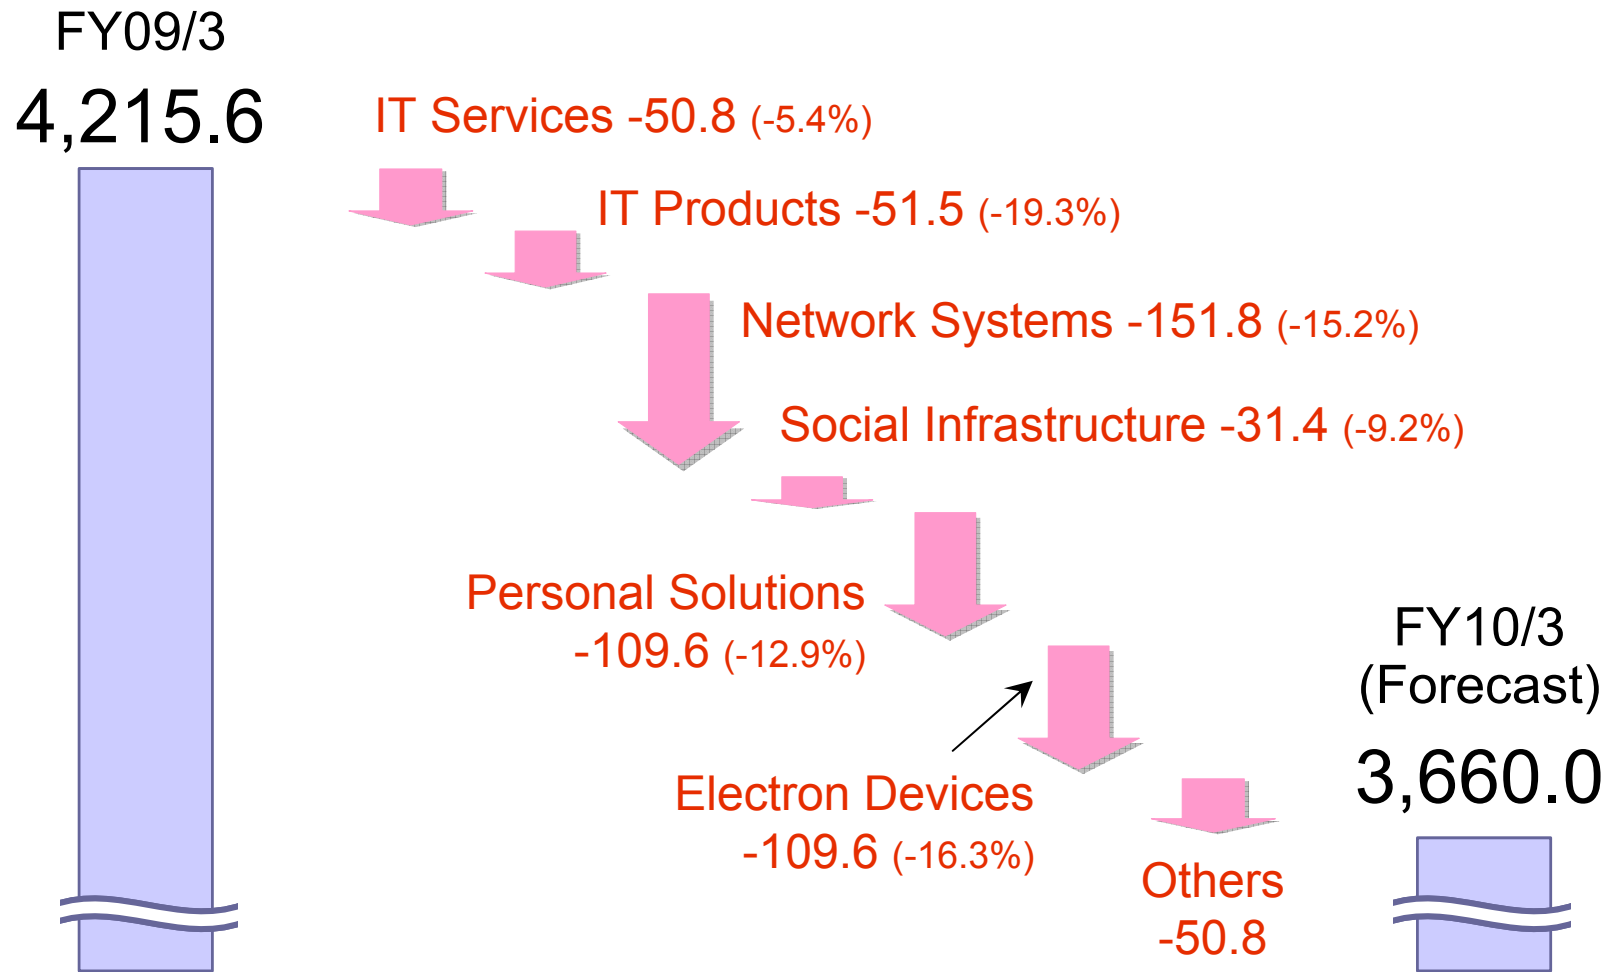 FY09/3
4,215.6
IT Services -50.8 (-5.4%)
IT Products -51.5 (-19.3%)
Network Systems -151.8 (-15.2%)
Social Infrastructure -31.4 (-9.2%)
Personal Solutions
-109.6 (-12.9%)
Electron Devices
-109.6 (-16.3%)
Others
-50.8
FY10/3
(Forecast)
3,660.0